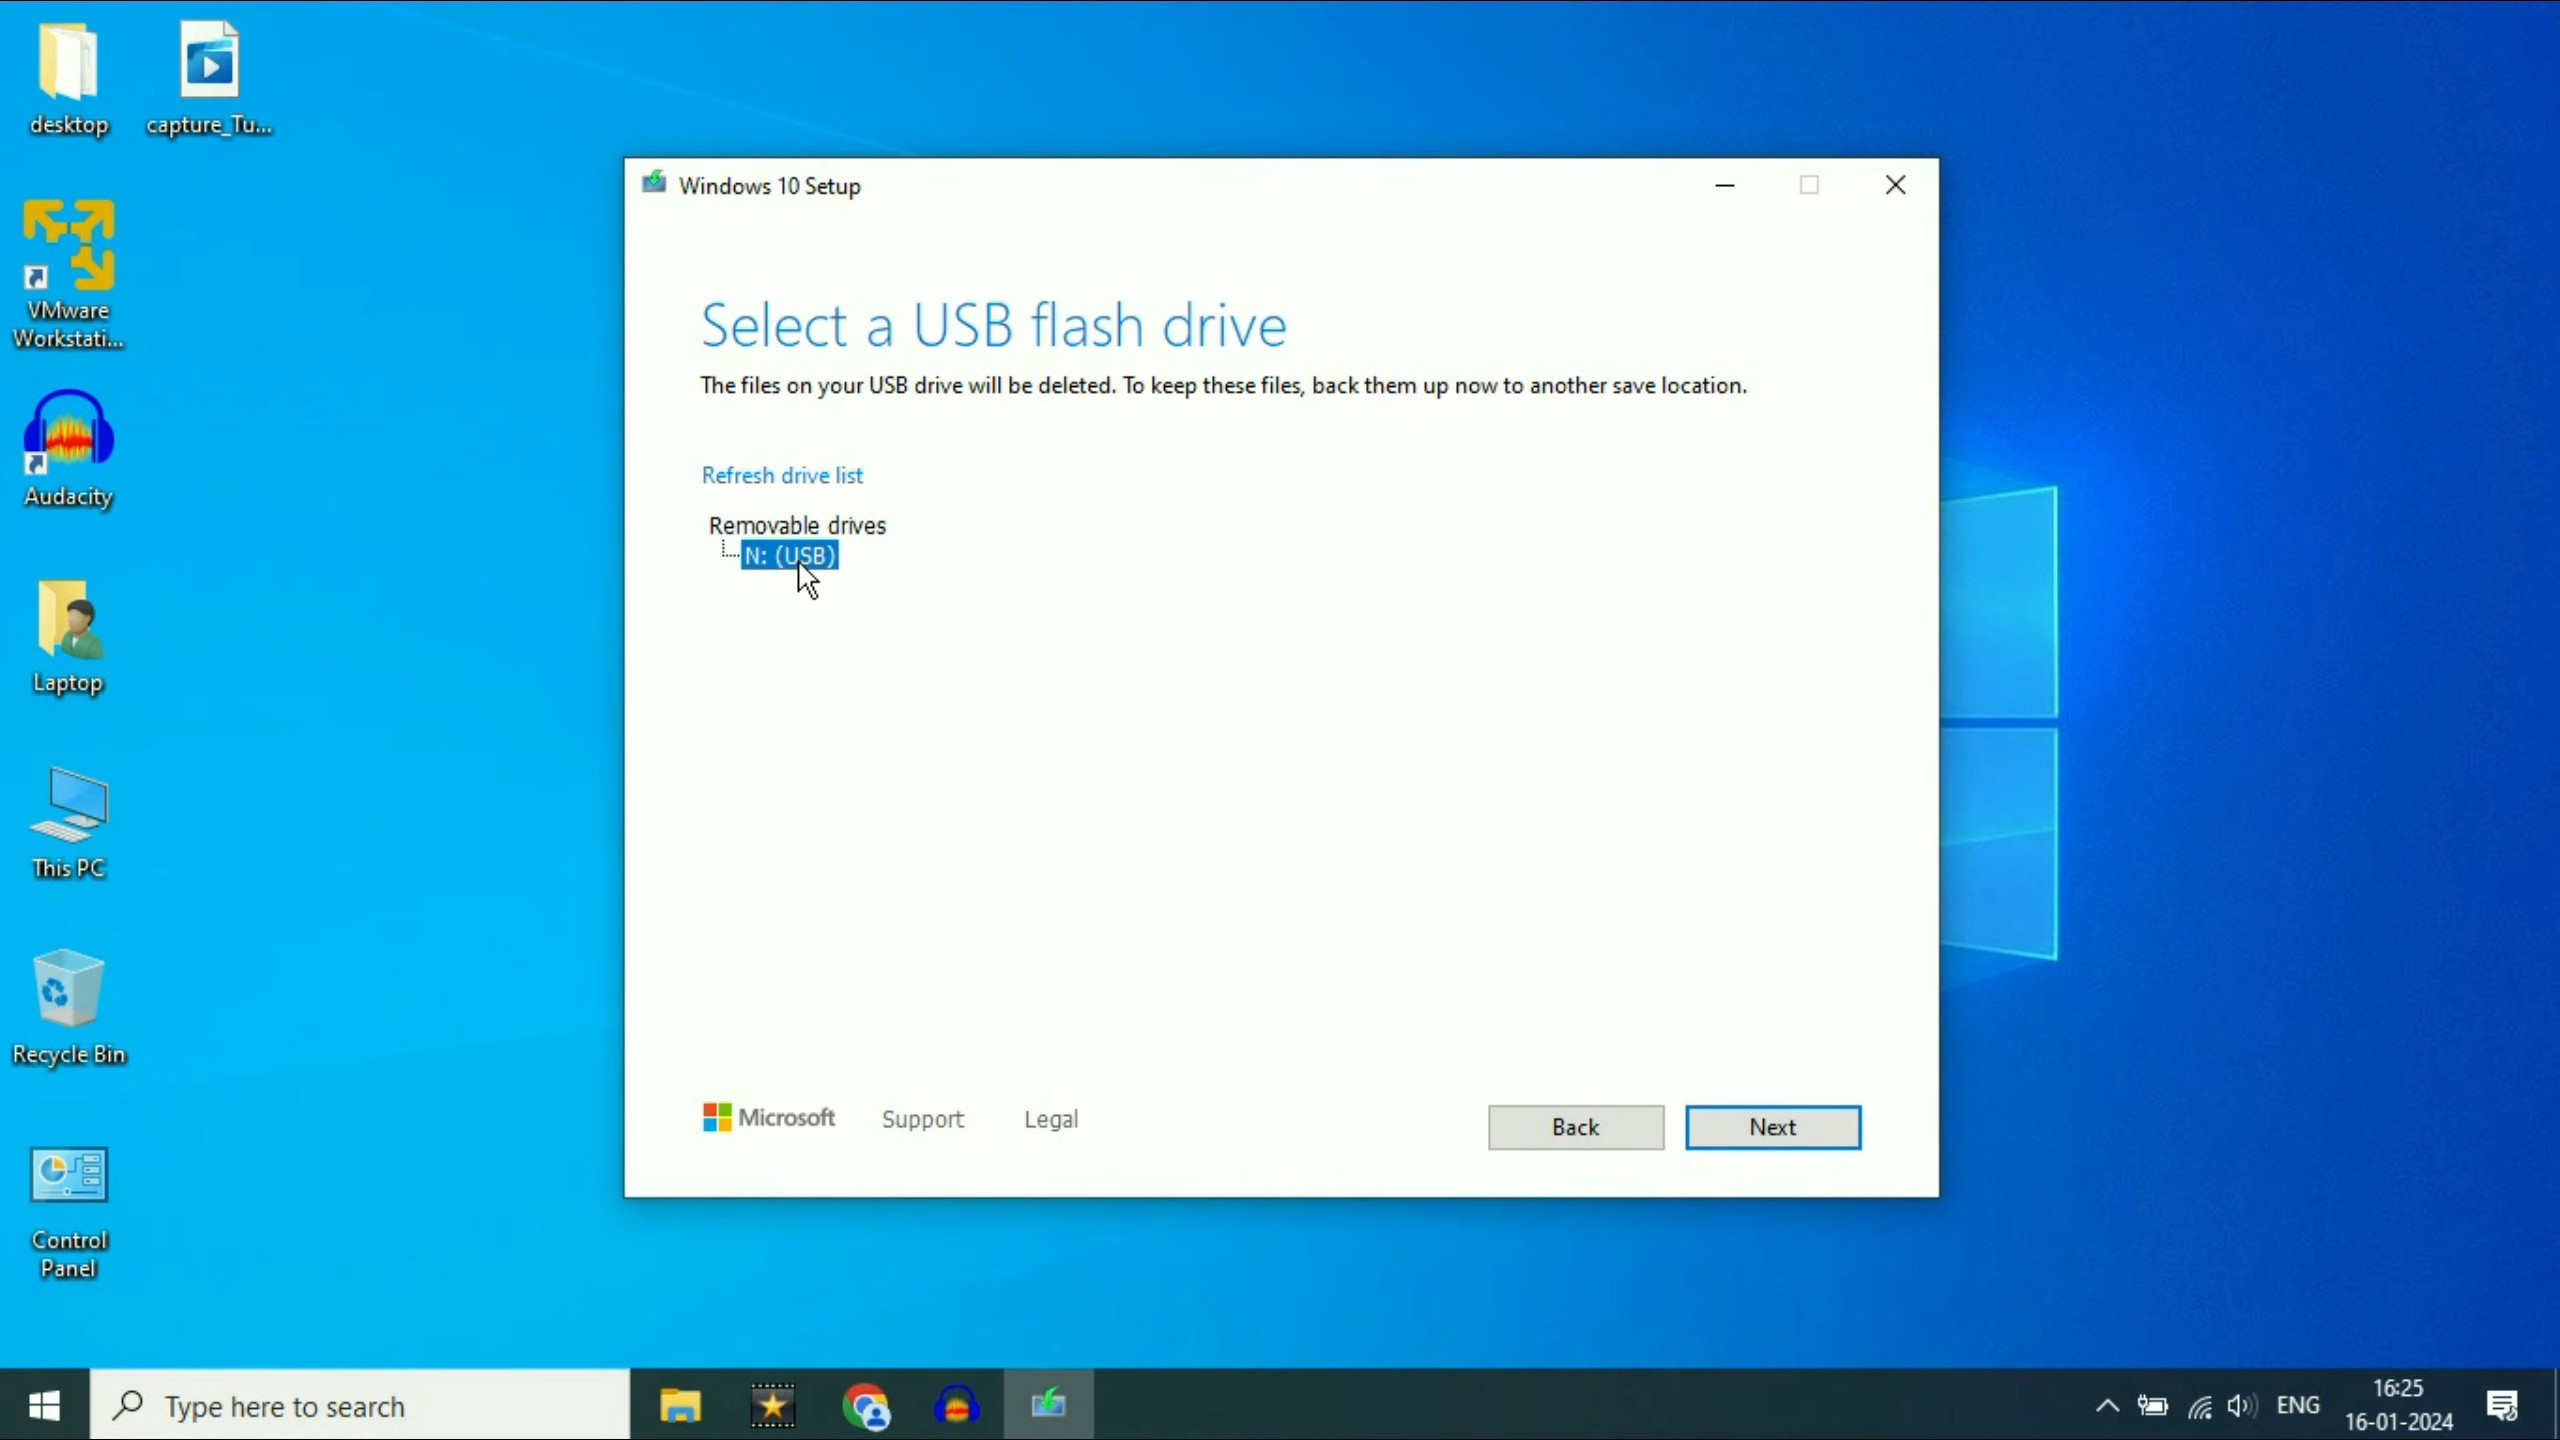 desktop
capture_Tu...
VMware
Workstati...
Audacity
Laptop
This PC
Recycle Bin
Control
Panel
Windows 10 Setup
Select a USB flash drive
The files on your USB drive will be deleted. To keep these files, back them up now to another save location.
Refresh drive list
Removable drives
N: (USB)
Microsoft
Support
Legal
Back
Next
Type here to search
ENG
16:25
16-01-2024